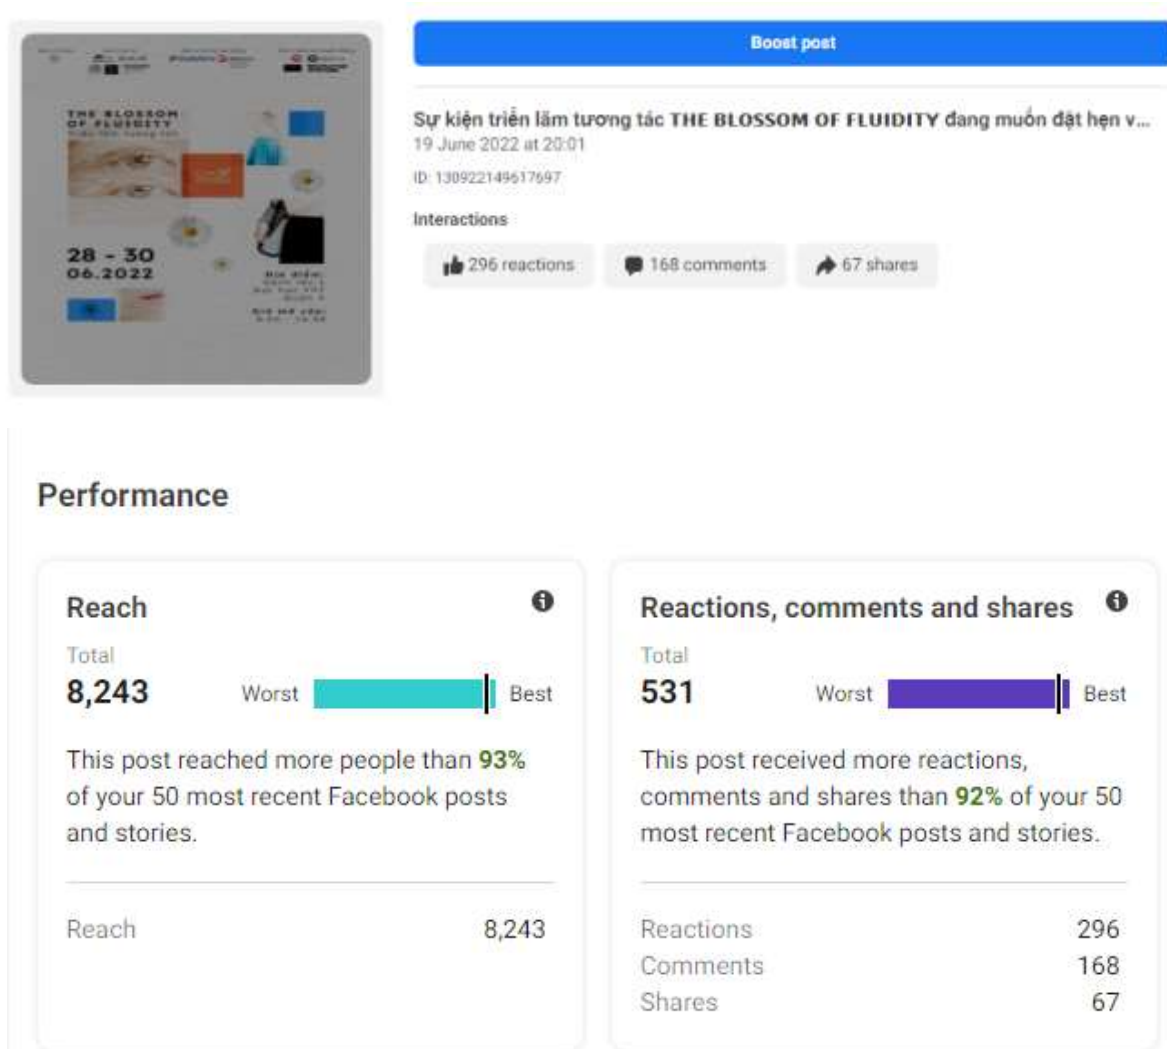 Boost post
Sự kiện triển lãm tương tác THE BLOSSOM OF FLUIDITY đang muốn đặt hẹn v...
19 June 2022 at 20:01
ID: 130922149617697
Interactions
296 reactions
168 comments
67 shares
THE BLOSSOM
OF FLUIDITY
28 - 30
06.2022
Performance
Reach
Total
8,243
Worst
Best
This post reached more people than 93%
of your 50 most recent Facebook posts
and stories.
Reach 8,243
Reactions, comments and shares
Total
531
Worst
Best
This post received more reactions,
comments and shares than 92% of your 50
most recent Facebook posts and stories.
Reactions 296
Comments 168
Shares 67